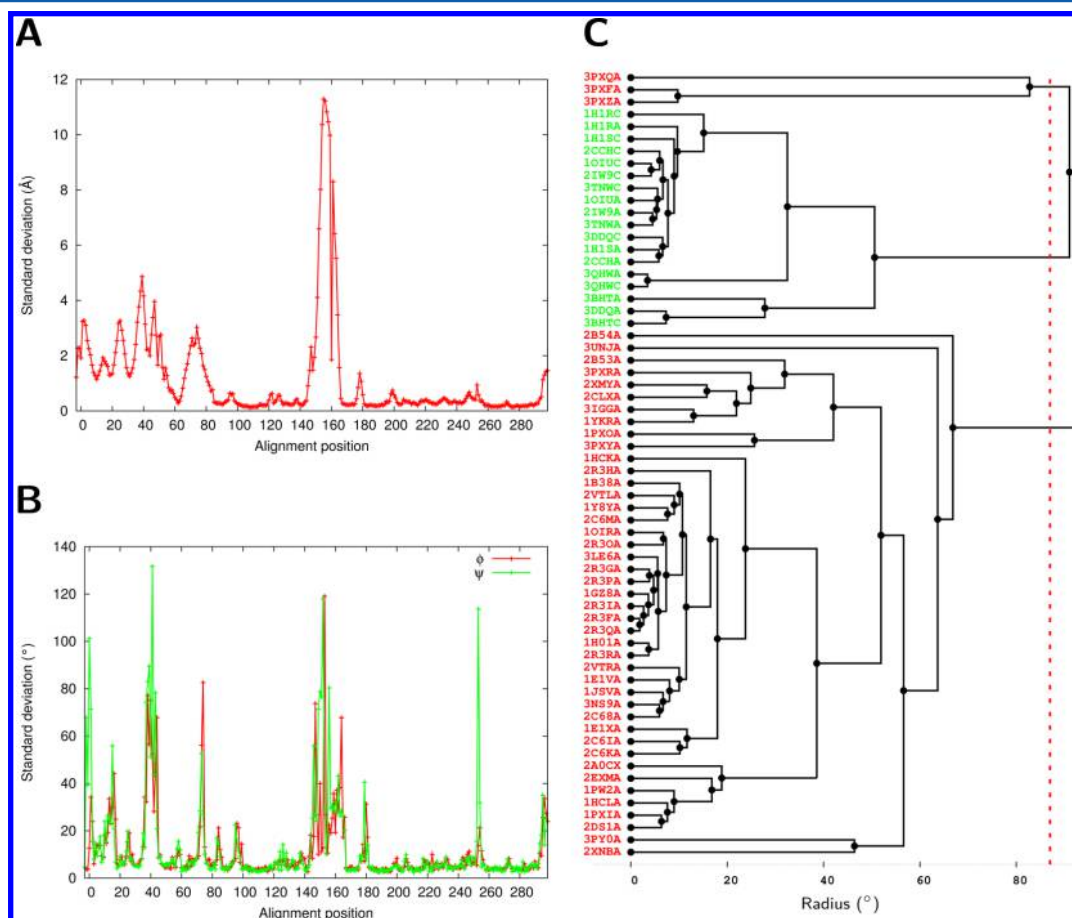 A
12
10
8
6
4
2
0
Standard deviation (Å)
0 20 40 60 80 100 120 140 160 180 200 220 240 260 280
Alignment position
B
140
120
100
80
60
40
20
0
Standard deviation (°)
ϕ
ψ
0 20 40 60 80 100 120 140 160 180 200 220 240 260 280
Alignment position
C
3PXQA
3PXFA
3PXZA
1H1RC
1H1RA
1H1SC
2CCHC
1OIUC
2IW9C
3TNWC
1OIUA
2IW9A
3TNWA
3DDQC
1H1SA
2CCHA
3QHWA
3QHWC
3BHTA
3DDQA
3BHTC
2B54A
3UNJA
2B53A
3PXRA
2XMYA
2CLXA
3IGGA
1YKRA
1PXOA
3PXYA
1HCKA
2R3HA
1B38A
2VTLA
1Y8YA
2C6MA
1OIRA
2R3OA
3LE6A
2R3GA
2R3PA
1GZ8A
2R3IA
2R3FA
2R3QA
1H01A
2R3RA
2VTRA
1E1VA
1JSVA
3NS9A
2C68A
1E1XA
2C6IA
2C6KA
2A0CX
2EXMA
1PW2A
1HCLA
1PXIA
2DS1A
3PY0A
2XNBA
0 20 40 60 80
Radius (°)